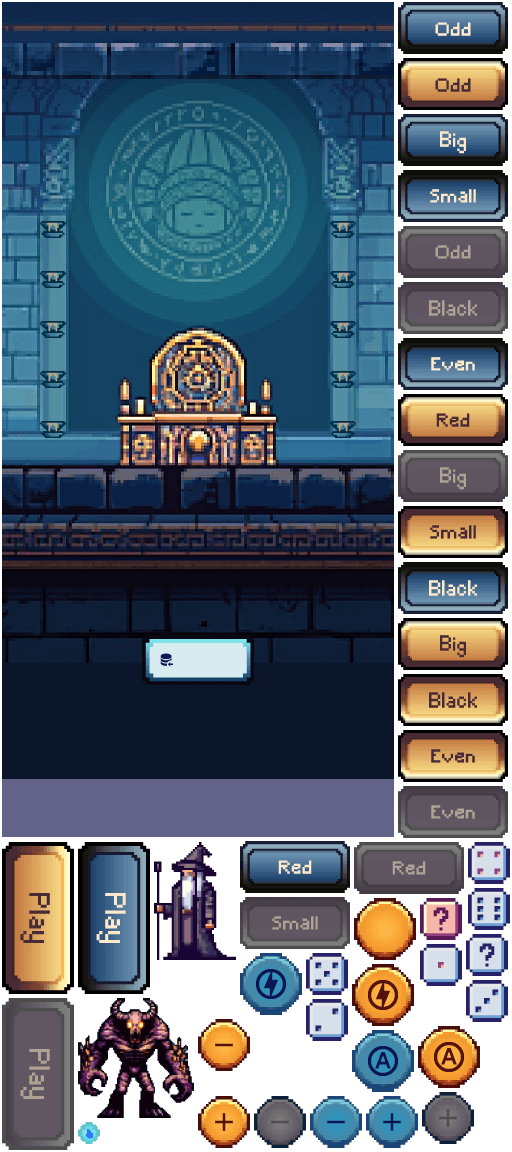 Odd
Odd
Big
Small
Odd
Black
Even
Red
Big
Small
Black
Big
Black
Even
Even
Play
Play
Red
Red
Small
?
?
Play
A
A